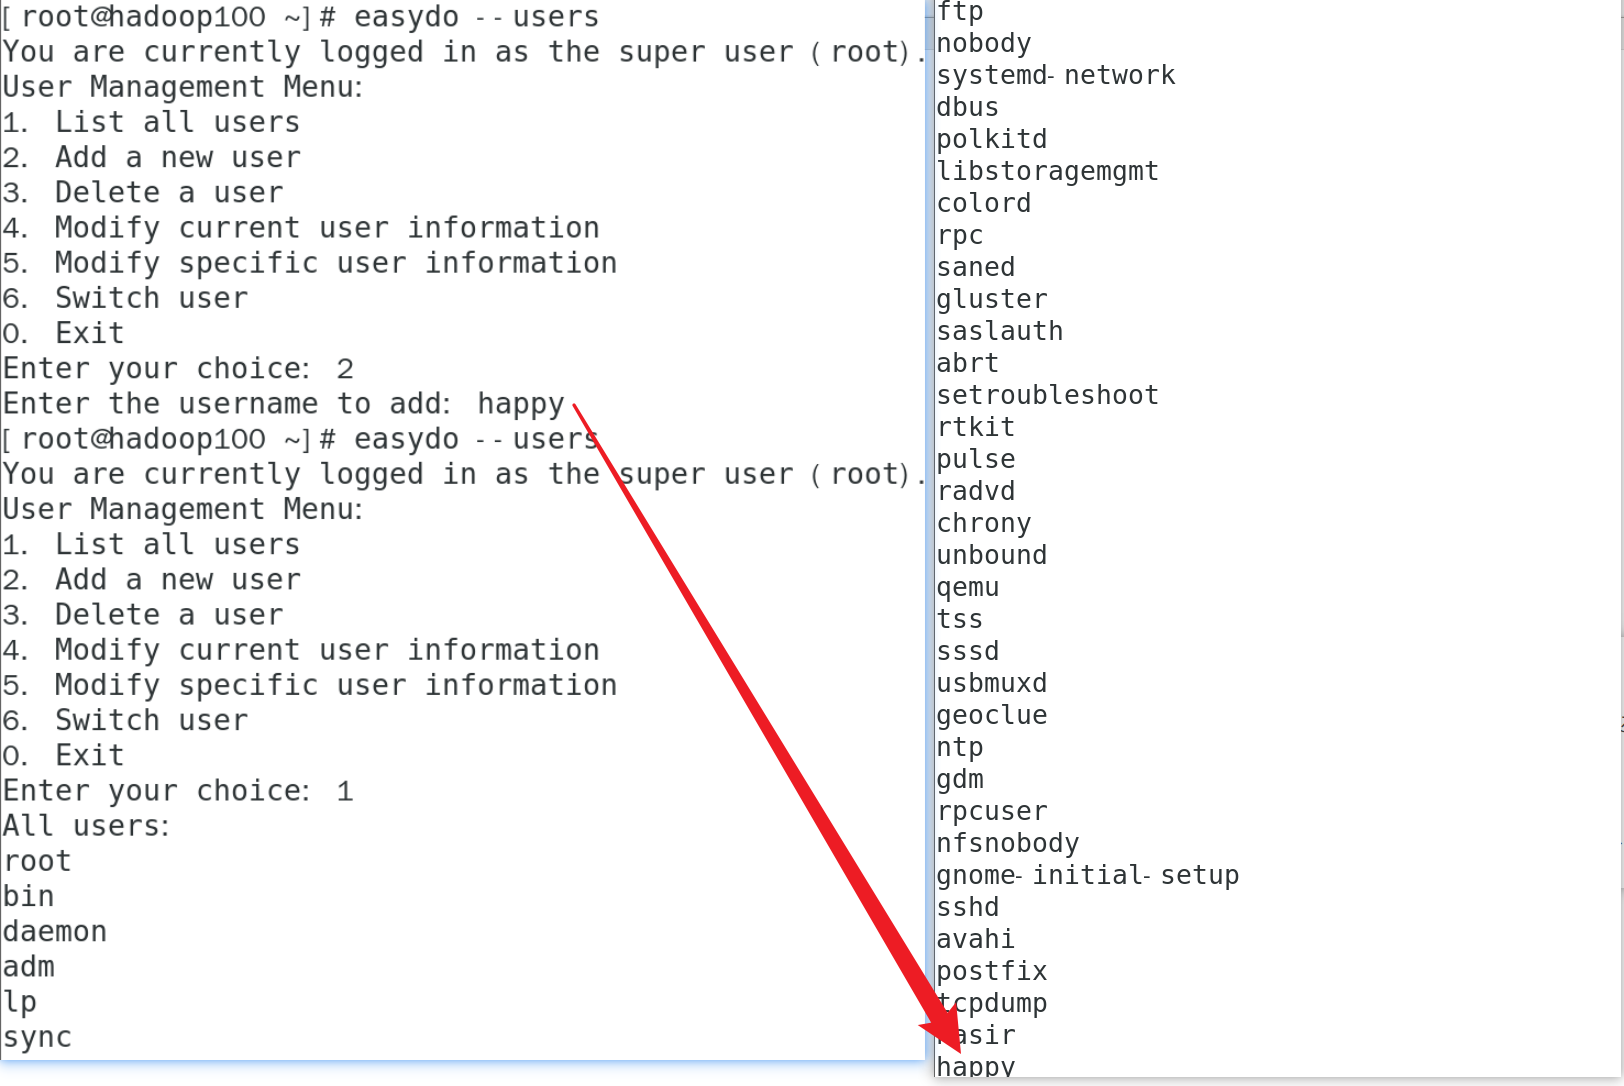 [root@hadoop100 ~]# easydo --users
You are currently logged in as the super user (root).
User Management Menu:
1. List all users
2. Add a new user
3. Delete a user
4. Modify current user information
5. Modify specific user information
6. Switch user
0. Exit
Enter your choice: 2
Enter the username to add: happy
[root@hadoop100 ~]# easydo --users
You are currently logged in as the super user (root).
User Management Menu:
1. List all users
2. Add a new user
3. Delete a user
4. Modify current user information
5. Modify specific user information
6. Switch user
0. Exit
Enter your choice: 1
All users:
root
bin
daemon
adm
lp
sync
ftp
nobody
systemd-network
dbus
polkitd
libstoragemgmt
colord
rpc
saned
gluster
saslauth
abrt
setroubleshoot
rtkit
pulse
radvd
chrony
unbound
qemu
tss
sssd
usbmuxd
geoclue
ntp
gdm
rpcuser
nfsnobody
gnome-initial-setup
sshd
avahi
postfix
tcpdump
happy